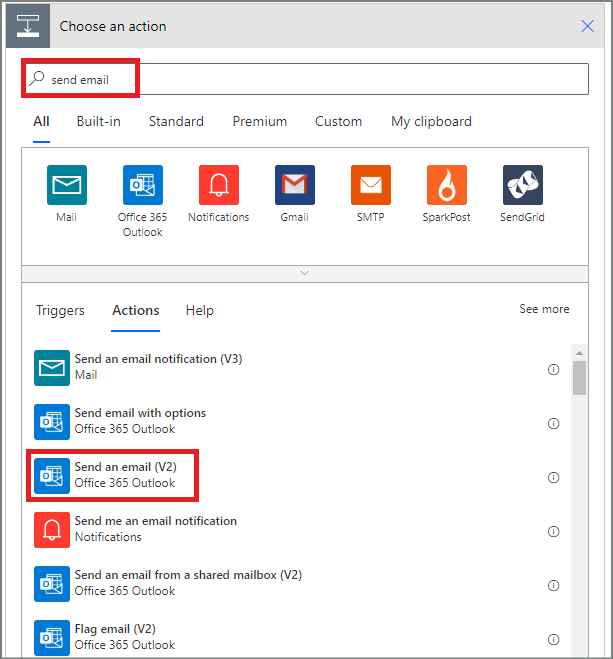 Choose an action
send email
All Built-in Standard Premium Custom My clipboard
Mail Office 365 Outlook Notifications Gmail SMTP SparkPost SendGrid
Triggers Actions Help See more
Send an email notification (V3)
Mail
Send email with options
Office 365 Outlook
Send an email (V2)
Office 365 Outlook
Send me an email notification
Notifications
Send an email from a shared mailbox (V2)
Office 365 Outlook
Flag email (V2)
Office 365 Outlook